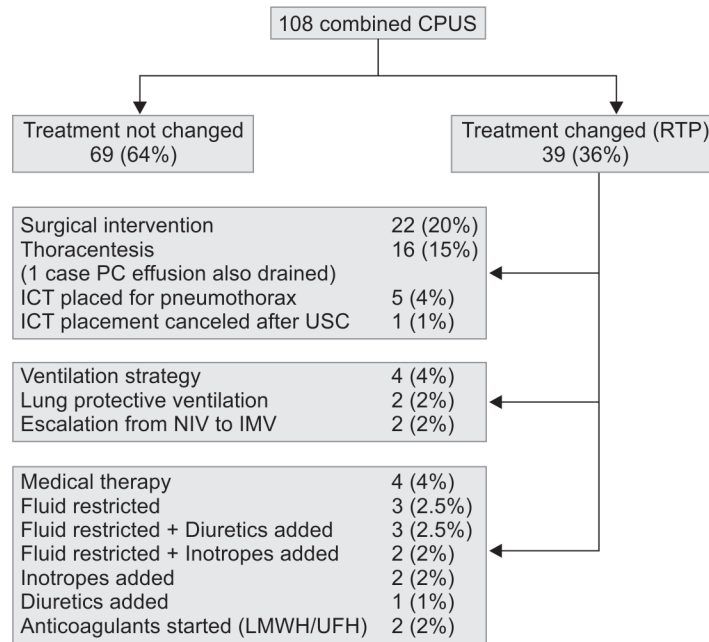 108 combined CPUS
Treatment not changed
69 (64%)
Treatment changed (RTP)
39 (36%)
Surgical intervention 22 (20%)
Thoracentesis 16 (15%)
(1 case PC effusion also drained)
ICT placed for pneumothorax 5 (4%)
ICT placement canceled after USC 1 (1%)
Ventilation strategy 4 (4%)
Lung protective ventilation 2 (2%)
Escalation from NIV to IMV 2 (2%)
Medical therapy 4 (4%)
Fluid restricted 3 (2.5%)
Fluid restricted + Diuretics added 3 (2.5%)
Fluid restricted + Inotropes added 2 (2%)
Inotropes added 2 (2%)
Diuretics added 1 (1%)
Anticoagulants started (LMWH/UFH) 2 (2%)